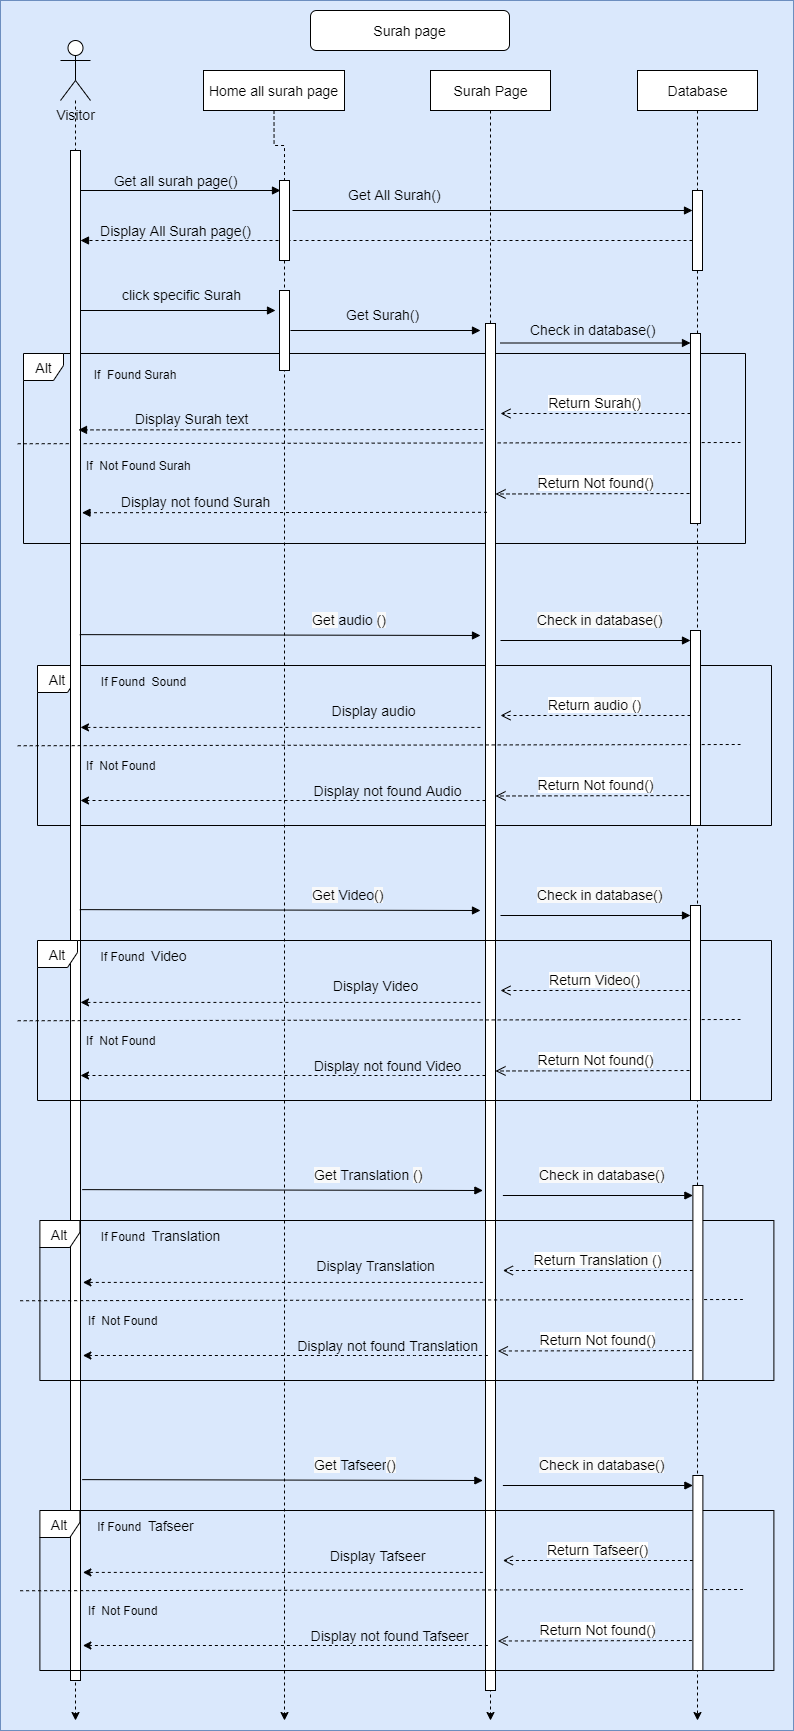 Surah page
Visitor
Home all surah page
Surah Page
Database
Get all surah page()
Get All Surah()
Display All Surah page()
click specific Surah
Get Surah()
Check in database()
Alt
If Found Surah
Return Surah()
Display Surah text
If Not Found Surah
Return Not found()
Display not found Surah
Get audio ()
Check in database()
Alt
If Found Sound
Return audio ()
Display audio
If Not Found
Return Not found()
Display not found Audio
Get Video()
Check in database()
Alt
If Found Video
Return Video()
Display Video
If Not Found
Return Not found()
Display not found Video
Get Translation ()
Check in database()
Alt
If Found Translation
Return Translation ()
Display Translation
If Not Found
Return Not found()
Display not found Translation
Get Tafseer()
Check in database()
Alt
If Found Tafseer
Return Tafseer()
Display Tafseer
If Not Found
Return Not found()
Display not found Tafseer